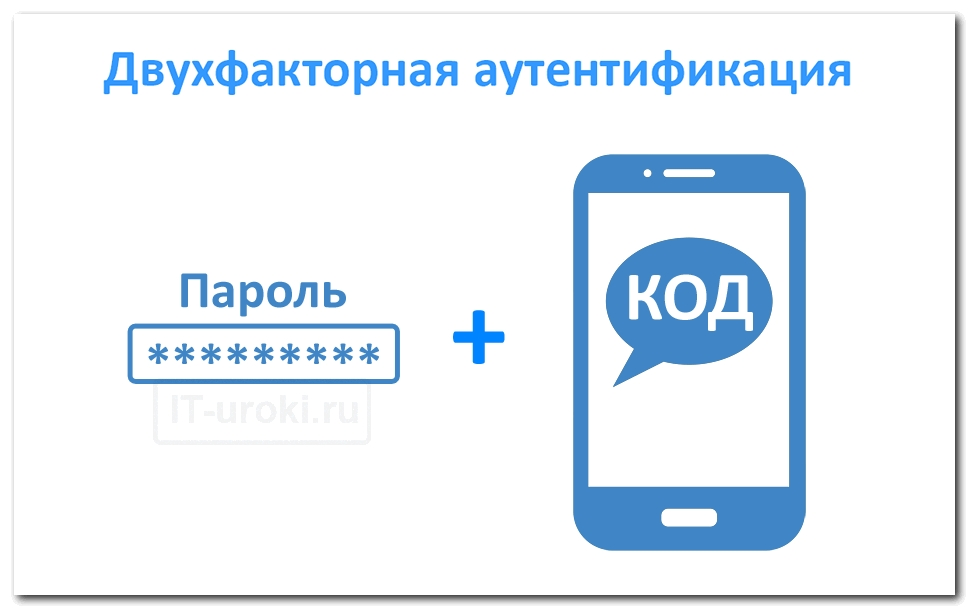 Двухфакторная аутентификация
Пароль
*********
IT-uroki.ru
КОД